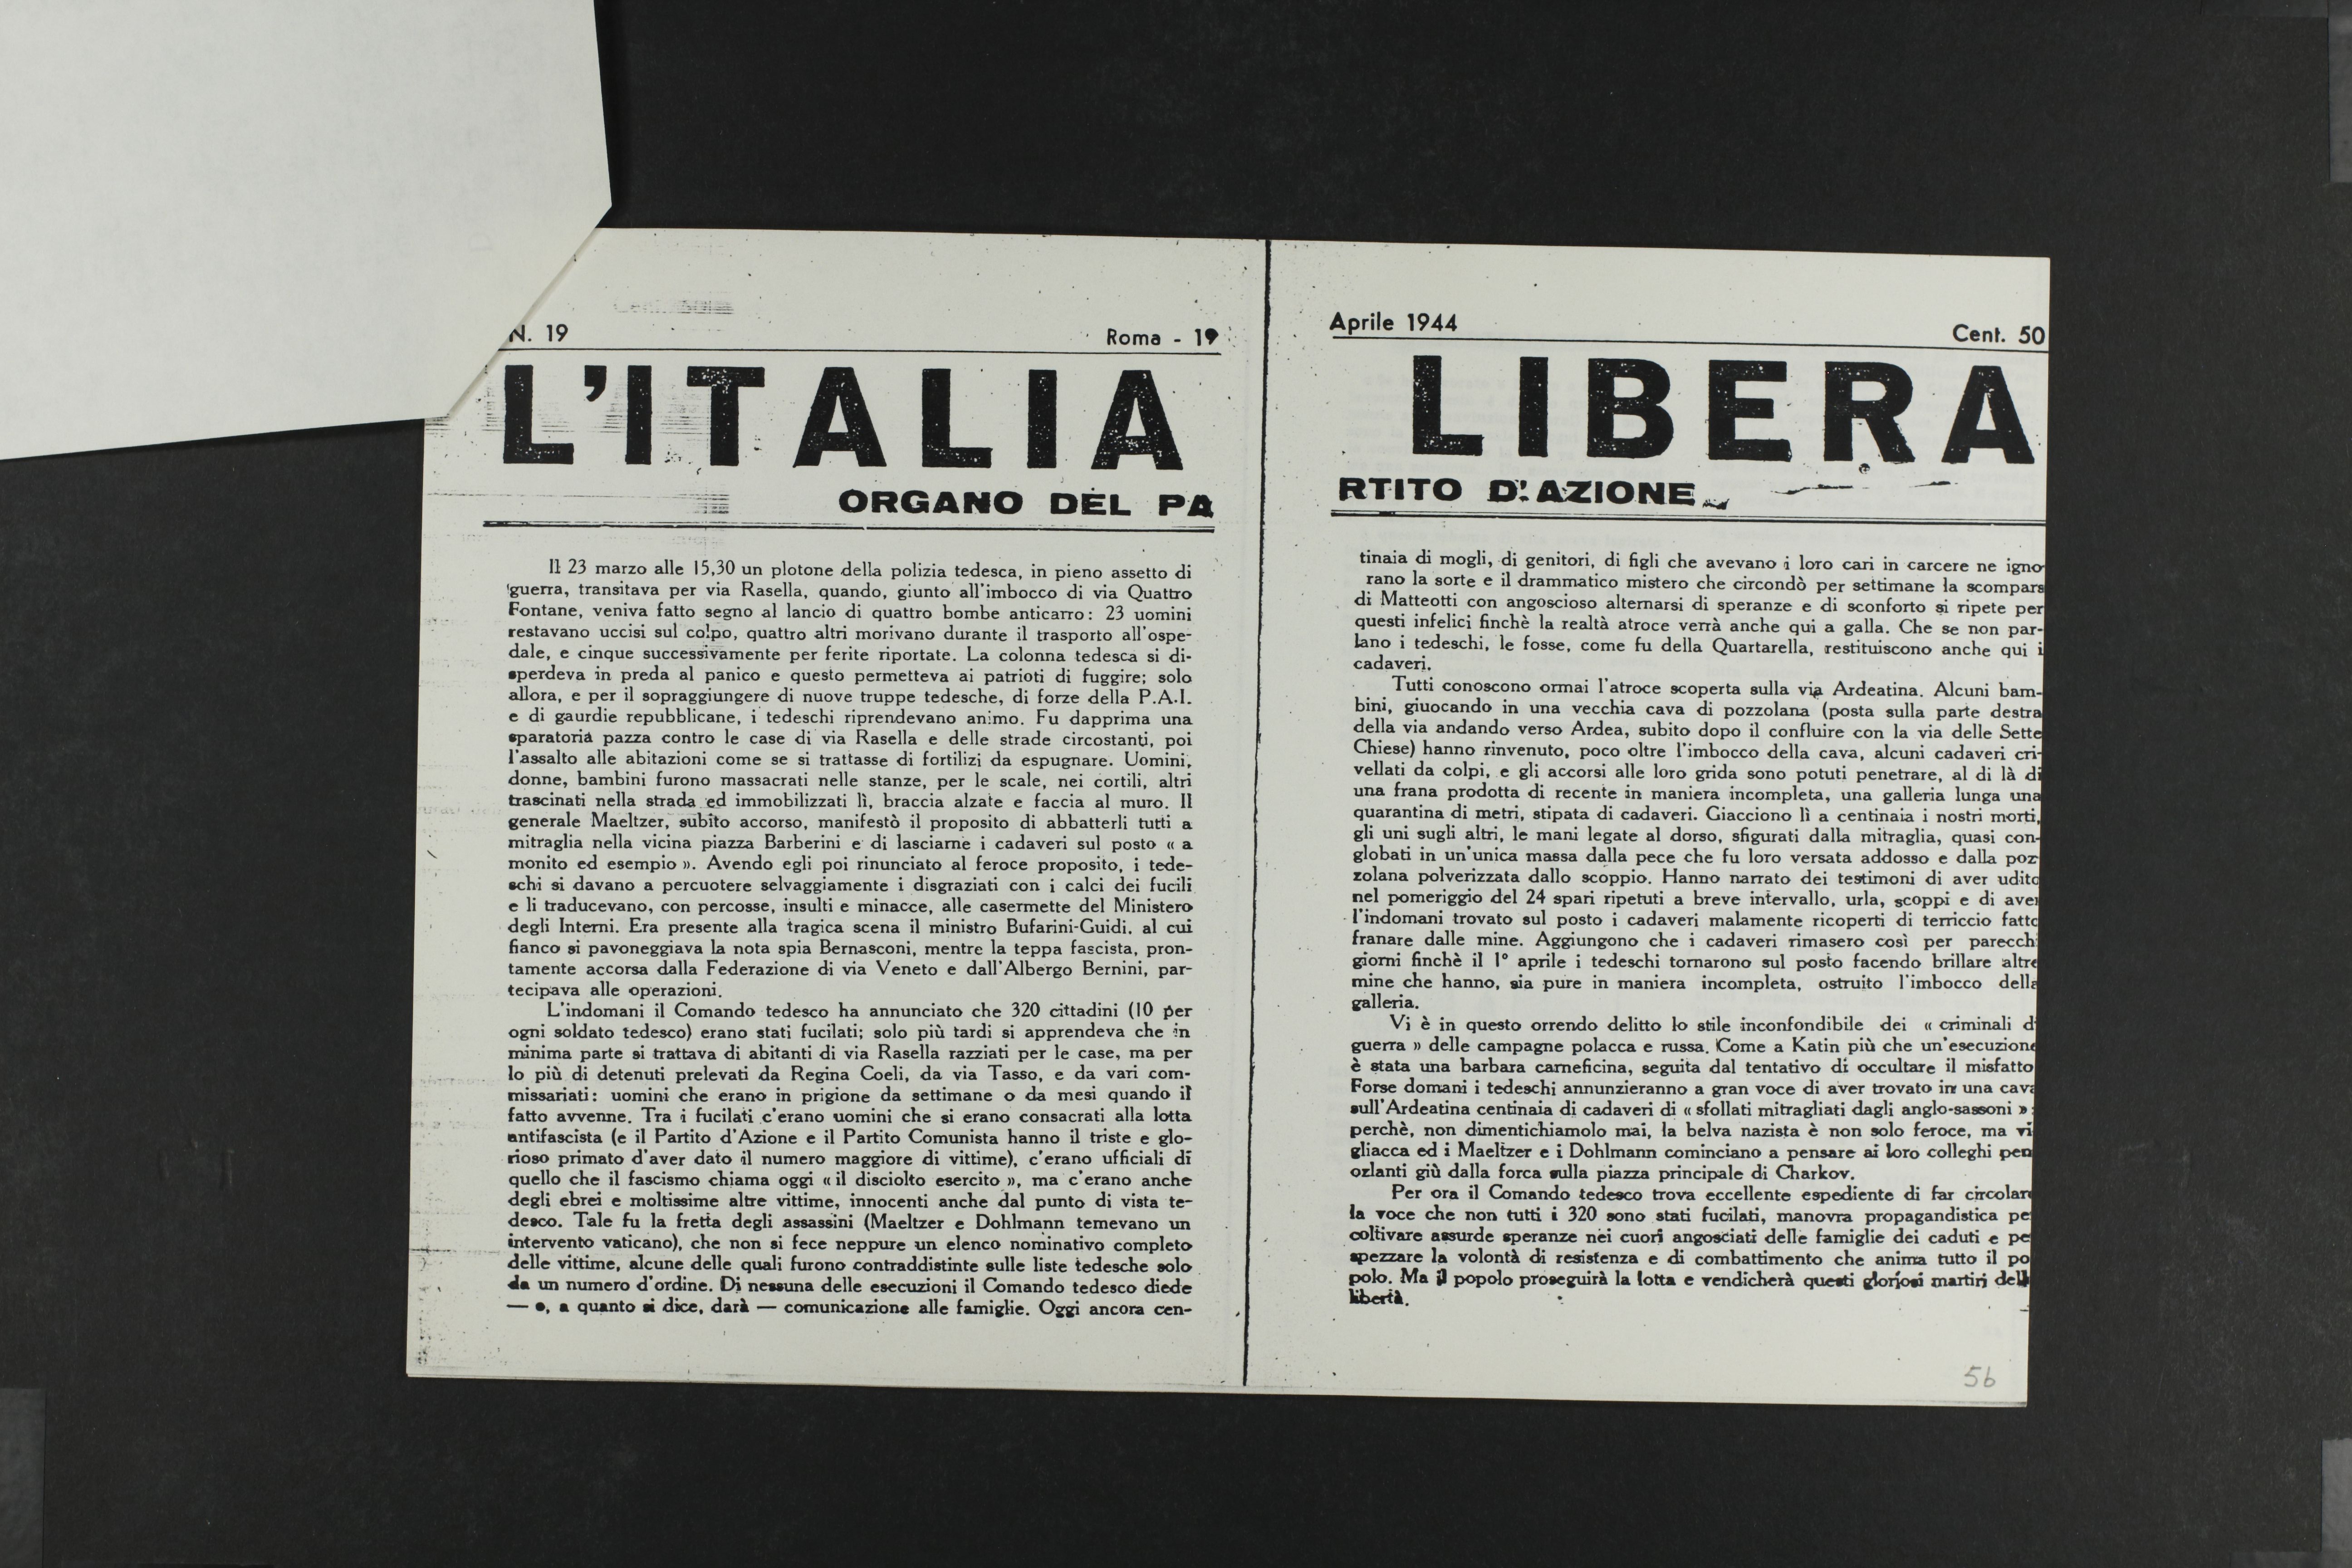 N. 19
Roma - 19
L'ITALIA
ORGANO DEL PA
Il 23 marzo alle 15,30 un plotone della polizia tedesca, in pieno assetto di
guerra, transitava per via Rasella, quando, giunto all'imbocco di via Quattro
Fontane, veniva fatto segno al lancio di quattro bombe anticarro: 23 uomini
restavano uccisi sul colpo, quattro altri morivano durante il trasporto all'ospe-
dale, e cinque successivamente per ferite riportate. La colonna tedesca si di-
sperdeva in preda al panico e questo permetteva ai patrioti di fuggire; solo
allora, e per il sopraggiungere di nuove truppe tedesche, di forze della P.A.I.
e di gaurdie repubblicane, i tedeschi riprendevano animo. Fu dapprima una
sparatoria pazza contro le case di via Rasella e delle strade circostanti, poi
l'assalto alle abitazioni come se si trattasse di fortilizi da espugnare. Uomini,
donne, bambini furono massacrati nelle stanze, per le scale, nei cortili, altri
trascinati nella strada ed immobilizzati lì, braccia alzate e faccia al muro. Il
generale Maeltzer, subito accorso, manifestò il proposito di abbatterli tutti a
mitraglia nella vicina piazza Barberini e di lasciarne i cadaveri sul posto « a
monito ed esempio ». Avendo egli poi rinunciato al feroce proposito, i tede-
schi si davano a percuotere selvaggiamente i disgraziati con i calci dei fucili
e li traducevano, con percosse, insulti e minacce, alle casermette del Ministero
degli Interni. Era presente alla tragica scena il ministro Bufarini-Guidi. al cui
fianco si pavoneggiava la nota spia Bernasconi, mentre la teppa fascista, pron-
tamente accorsa dalla Federazione di via Veneto e dall'Albergo Bernini, par-
tecipava alle operazioni.
L'indomani il Comando tedesco ha annunciato che 320 cittadini (10 per
ogni soldato tedesco) erano stati fucilati; solo più tardi si apprendeva che in
minima parte si trattava di abitanti di via Rasella razziati per le case, ma per
lo più di detenuti prelevati da Regina Coeli, da via Tasso, e da vari com-
missariati: uomini che erano in prigione da settimane o da mesi quando il
fatto avvenne. Tra i fucilati c'erano uomini che si erano consacrati alla lotta
antifascista (e il Partito d'Azione e il Partito Comunista hanno il triste e glo-
rioso primato d'aver dato il numero maggiore di vittime), c'erano ufficiali di
quello che il fascismo chiama oggi « il disciolto esercito », ma c'erano anche
degli ebrei e moltissime altre vittime, innocenti anche dal punto di vista te-
desco. Tale fu la fretta degli assassini (Maeltzer e Dohlmann temevano un
intervento vaticano), che non si fece neppure un elenco nominativo completo
delle vittime, alcune delle quali furono contraddistinte sulle liste tedesche solo
da un numero d'ordine. Di nessuna delle esecuzioni il Comando tedesco diede
— o, a quanto si dice, darà — comunicazione alle famiglie. Oggi ancora cen-
Aprile 1944
Cent. 50
LIBERA
RTITO D'AZIONE
tinaia di mogli, di genitori, di figli che avevano i loro cari in carcere ne igno
rano la sorte e il drammatico mistero che circondò per settimane la scompars
di Matteotti con angoscioso alternarsi di speranze e di sconforto si ripete per
questi infelici finchè la realtà atroce verrà anche qui a galla. Che se non par-
lano i tedeschi, le fosse, come fu della Quartarella, restituiscono anche qui i
cadaveri.
Tutti conoscono ormai l'atroce scoperta sulla via Ardeatina. Alcuni bam-
bini, giuocando in una vecchia cava di pozzolana (posta sulla parte destra
della via andando verso Ardea, subito dopo il confluire con la via delle Sette
Chiese) hanno rinvenuto, poco oltre l'imbocco della cava, alcuni cadaveri cri-
vellati da colpi, e gli accorsi alle loro grida sono potuti penetrare, al di là di
una frana prodotta di recente in maniera incompleta, una galleria lunga una
quarantina di metri, stipata di cadaveri. Giacciono lì a centinaia i nostri morti,
gli uni sugli altri, le mani legate al dorso, sfigurati dalla mitraglia, quasi con-
globati in un'unica massa dalla pece che fu loro versata addosso e dalla poz
zolana polverizzata dallo scoppio. Hanno narrato dei testimoni di aver udito
nel pomeriggio del 24 spari ripetuti a breve intervallo, urla, scoppi e di aver
l'indomani trovato sul posto i cadaveri malamente ricoperti di terriccio fatto
franare dalle mine. Aggiungono che i cadaveri rimasero così per parecchi
giorni finchè il 1° aprile i tedeschi tornarono sul posto facendo brillare altre
mine che hanno, sia pure in maniera incompleta, ostruito l'imbocco della
galleria.
Vi è in questo orrendo delitto lo stile inconfondibile dei « criminali d
guerra » delle campagne polacca e russa. Come a Katin più che un'esecuzione
è stata una barbara carneficina, seguita dal tentativo di occultare il misfatto
Forse domani i tedeschi annunzieranno a gran voce di aver trovato in una cava
sull'Ardeatina centinaia di cadaveri di « sfollati mitragliati dagli anglo-sassoni »:
perchè, non dimentichiamolo mai, la belva nazista è non solo feroce, ma vi
gliacca ed i Maeltzer e i Dohlmann cominciano a pensare ai loro colleghi pen
ozlanti giù dalla forca sulla piazza principale di Charkov.
Per ora il Comando tedesco trova eccellente espediente di far circolare
la voce che non tutti i 320 sono stati fucilati, manovra propagandistica pe
coltivare assurde speranze nei cuori angosciati delle famiglie dei caduti e pe
spezzare la volontà di resistenza e di combattimento che anima tutto il po
polo. Ma il popolo proseguirà la lotta e vendicherà questi gloriosi martiri dell
libertà.
56